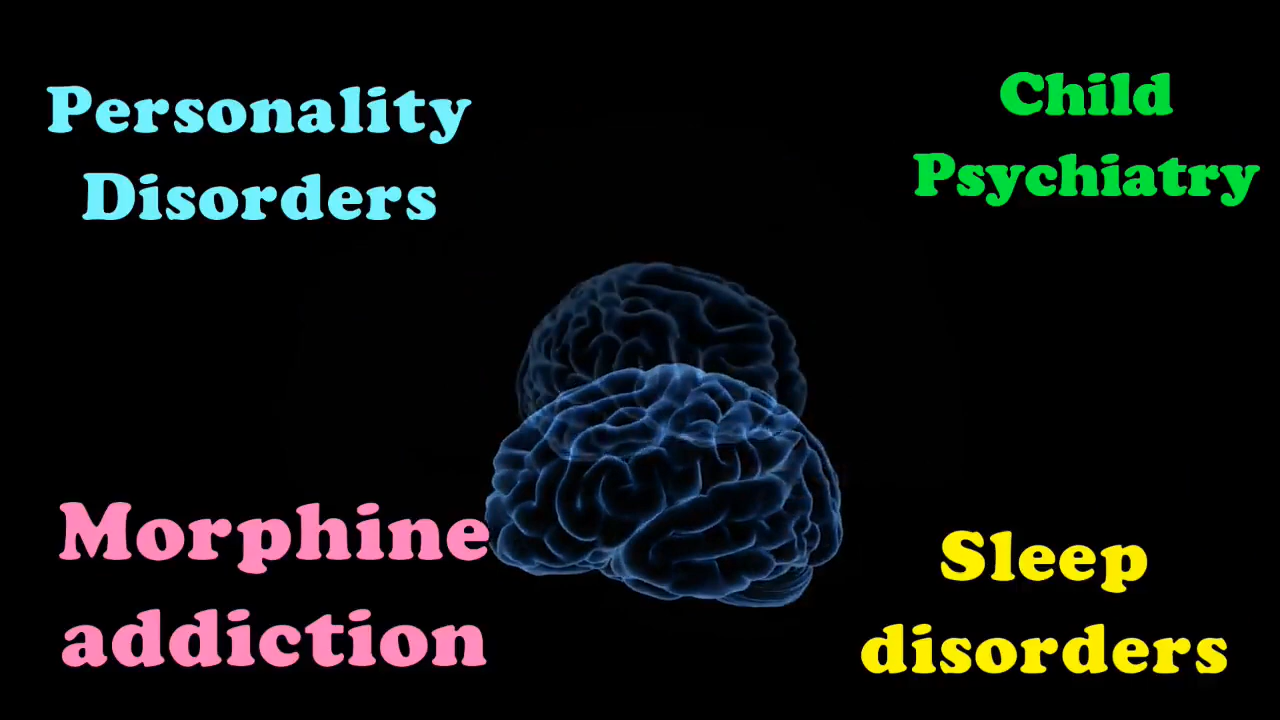 Personality
Disorders
Child
Psychiatry
Morphine
addiction
Sleep
disorders